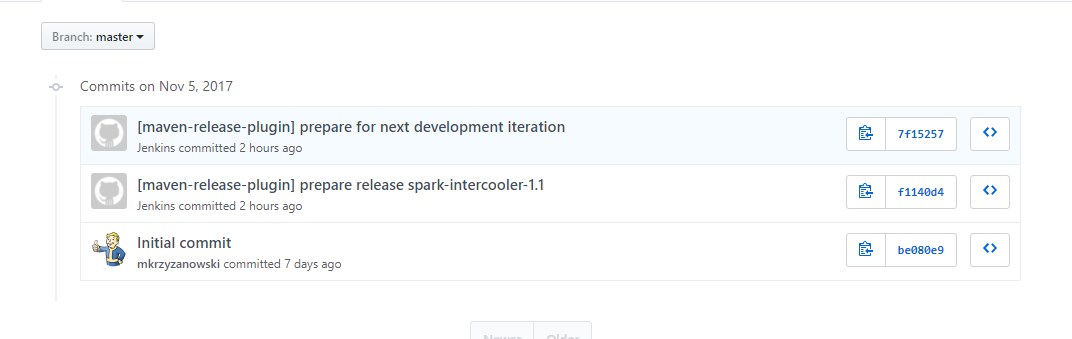 Branch: master
Commits on Nov 5, 2017
[maven-release-plugin] prepare for next development iteration
Jenkins committed 2 hours ago
7f15257
[maven-release-plugin] prepare release spark-intercooler-1.1
Jenkins committed 2 hours ago
f1140d4
Initial commit
mkrzyzanowski committed 7 days ago
be080e9
Newer Older